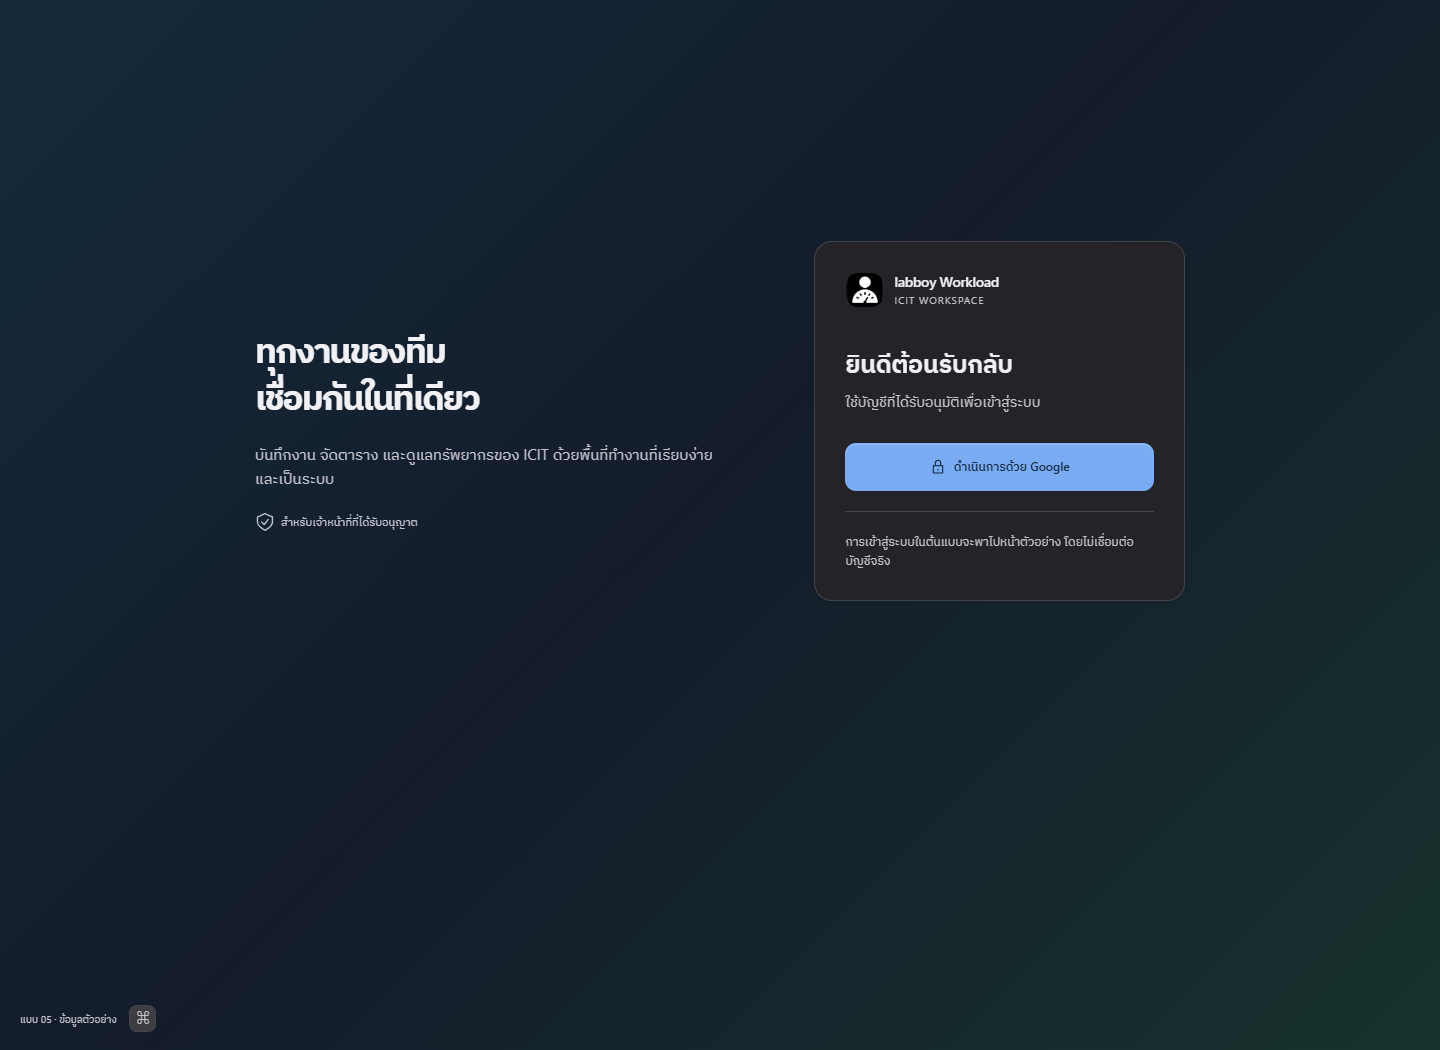 ทุกงานของทีม
เชื่อมกันในที่เดียว
บันทึกงาน จัดตาราง และดูแลทรัพยากรของ ICIT ด้วยพื้นที่ทำงานที่เรียบง่าย
และเป็นระบบ
สำหรับเจ้าหน้าที่ที่ได้รับอนุญาต
labboy Workload
ICIT WORKSPACE
ยินดีต้อนรับกลับ
ใช้บัญชีที่ได้รับอนุมัติเพื่อเข้าสู่ระบบ
ดำเนินการด้วย Google
การเข้าสู่ระบบในต้นแบบจะพาไปหน้าตัวอย่าง โดยไม่เชื่อมต่อ
บัญชีจริง
แบบ 05 · ข้อมูลตัวอย่าง ⌘